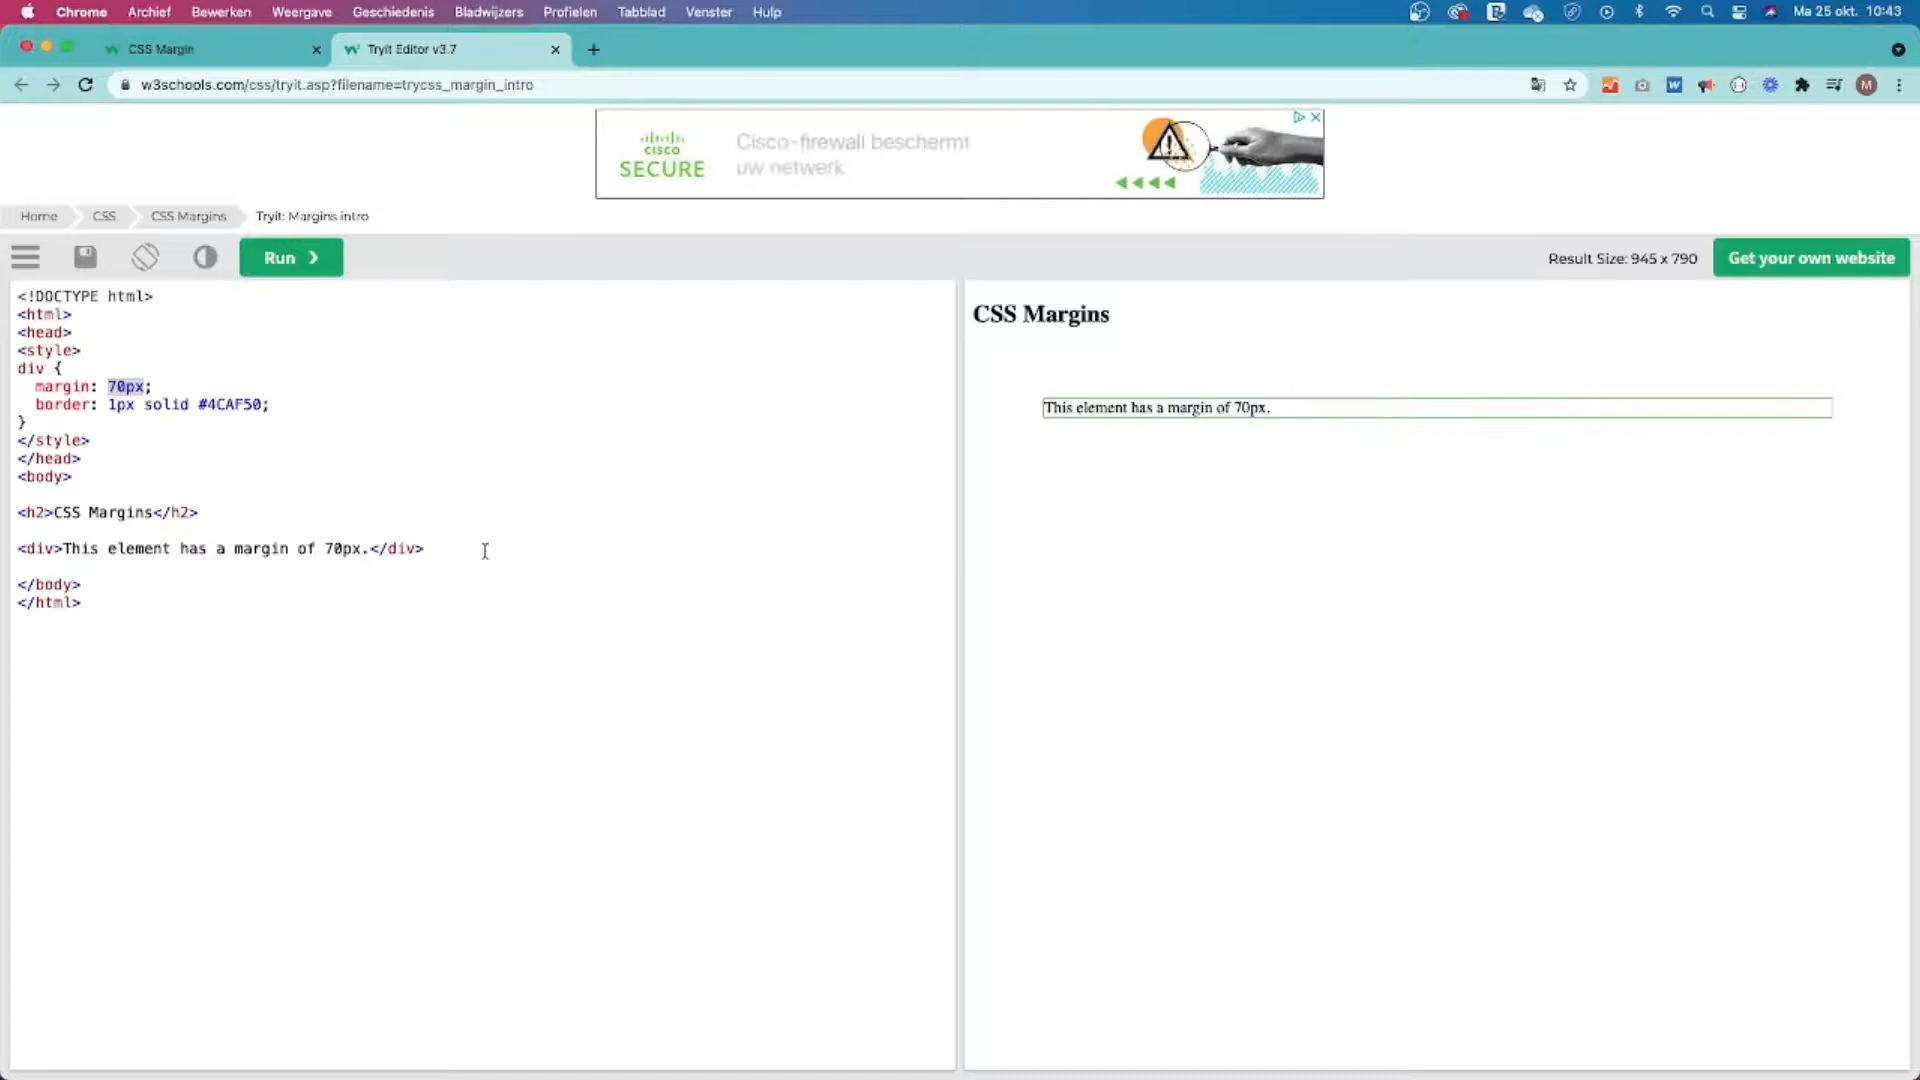 Chrome Archief Bewerken Weergave Geschiedenis Bladwijzers Profielen Tabblad Venster Hulp Ma 25 okt. 10:43
CSS Margin
Tryit Editor v3.7
w3schools.com/css/tryit.asp?filename=trycss_margin_intro
M
CISCO
SECURE
Cisco-firewall beschermt
uw netwerk
Home CSS CSS Margins Tryit: Margins intro
Run ❯
Result Size: 945 x 790
Get your own website
<!DOCTYPE html>
<html>
<head>
<style>
div {
  margin: 70px;
  border: 1px solid #4CAF50;
}
</style>
</head>
<body>
<h2>CSS Margins</h2>
<div>This element has a margin of 70px.</div>
</body>
</html>
CSS Margins
This element has a margin of 70px.